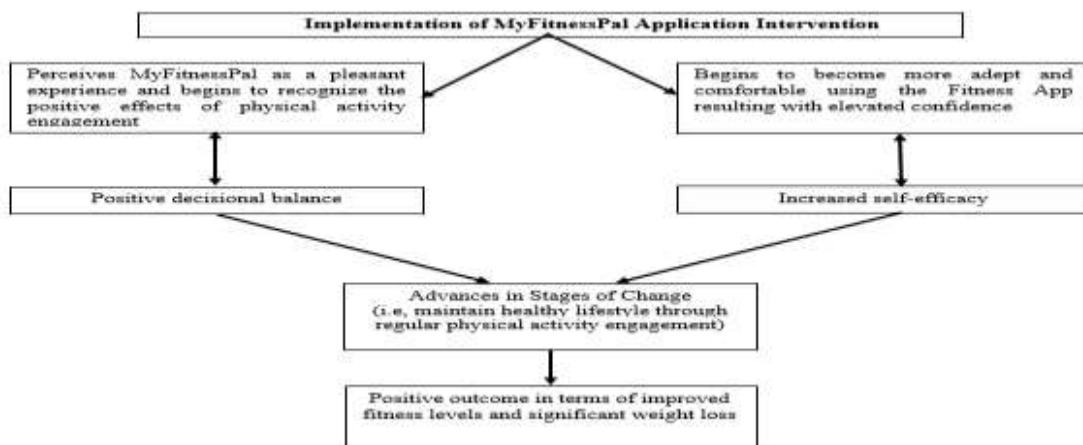 Implementation of MyFitnessPal Application Intervention
Perceives MyFitnessPal as a pleasant
experience and begins to recognize the
positive effects of physical activity
engagement
Begins to become more adept and
comfortable using the Fitness App
resulting with elevated confidence
Positive decisional balance
Increased self-efficacy
Advances in Stages of Change
(i.e, maintain healthy lifestyle through
regular physical activity engagement)
Positive outcome in terms of improved
fitness levels and significant weight loss